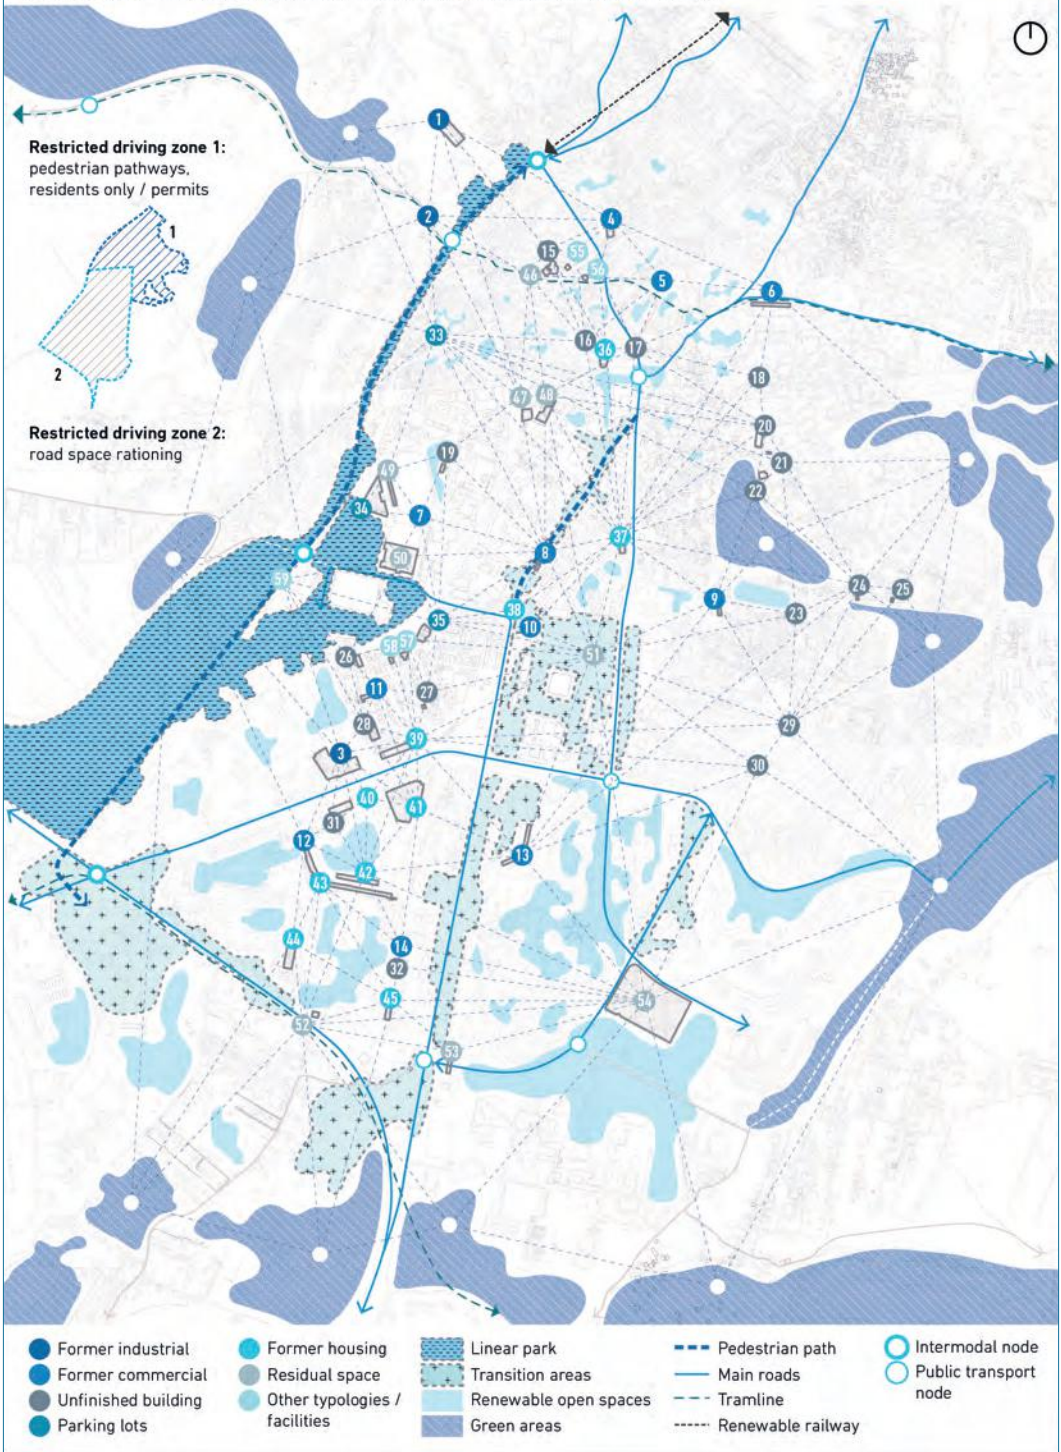 1
Restricted driving zone 1:
pedestrian pathways,
residents only / permits
2
4
1
15
55
46
56
5
6
33
16
36
17
2
18
47
48
Restricted driving zone 2:
road space rationing
20
19
21
49
22
34
7
8
37
50
59
24
25
9
38
23
35
10
58
57
26
51
11
27
28
29
39
3
30
40
41
31
12
13
42
43
44
14
32
45
54
52
53
Former industrial
Former commercial
Unfinished building
Parking lots
Former housing
Residual space
Other typologies /
facilities
Linear park
Transition areas
Renewable open spaces
Green areas
Pedestrian path
Main roads
Tramline
Renewable railway
Intermodal node
Public transport
node